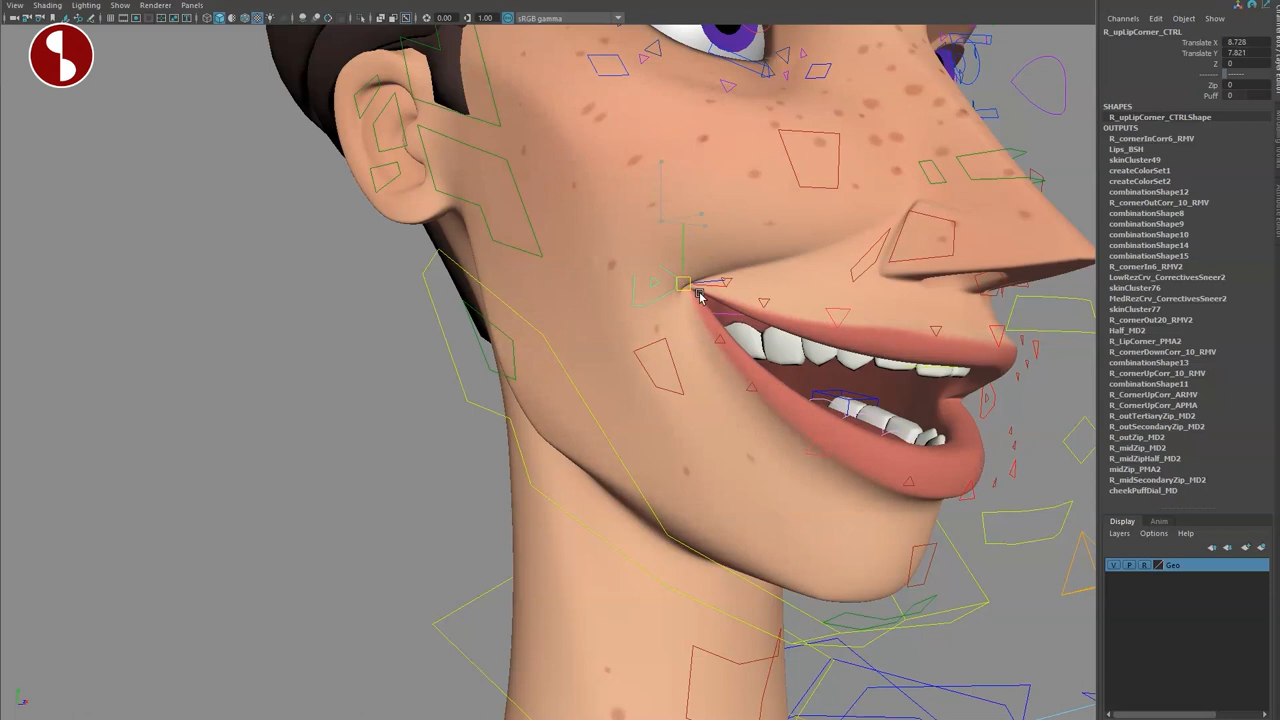 View Shading Lighting Show Renderer Panels
0.00 1.00 sRGB gamma
Channels Edit Object Show
R_upLipCorner_CTRL
Translate X 8.728
Translate Y 7.821
Z 0
------- ------
Zip 0
Puff 0
SHAPES
R_upLipCorner_CTRLShape
OUTPUTS
R_cornerInCorr6_RMV
Lips_BSH
skinCluster49
createColorSet1
createColorSet2
combinationShape12
R_cornerOutCorr_10_RMV
combinationShape8
combinationShape9
combinationShape10
combinationShape14
combinationShape15
R_cornerIn6_RMV2
LowRezCrv_CorrectivesSneer2
skinCluster76
MedRezCrv_CorrectivesSneer2
skinCluster77
R_cornerOut20_RMV2
Half_MD2
R_LipCorner_PMA2
R_cornerDownCorr_10_RMV
combinationShape13
R_cornerUpCorr_10_RMV
combinationShape11
R_CornerUpCorr_ARMV
R_CornerUpCorr_APMA
R_outTertiaryZip_MD2
R_outSecondaryZip_MD2
R_outZip_MD2
R_midZip_MD2
R_midZipHalf_MD2
midZip_PMA2
R_midSecondaryZip_MD2
cheekPuffDial_MD
Display Anim
Layers Options Help
V P R Geo